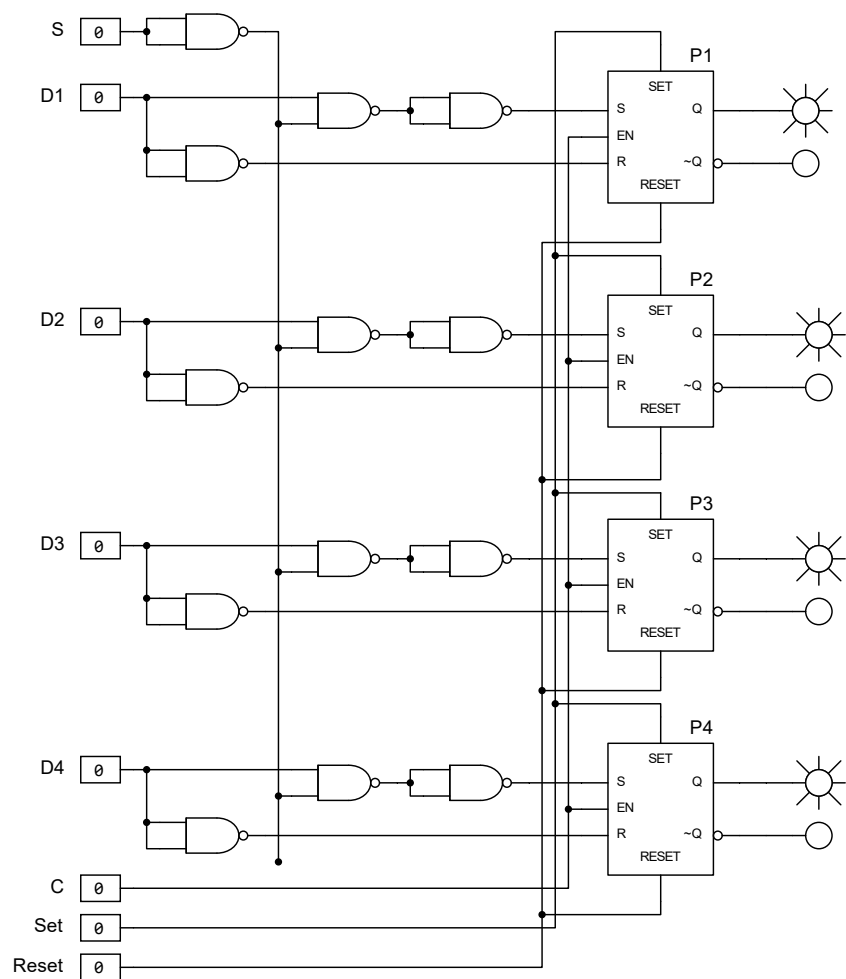 S 0
P1
D1 0
SET
S Q
EN
R ~Q
RESET
P2
D2 0
SET
S Q
EN
R ~Q
RESET
P3
D3 0
SET
S Q
EN
R ~Q
RESET
P4
D4 0
SET
S Q
EN
R ~Q
RESET
C 0
Set 0
Reset 0